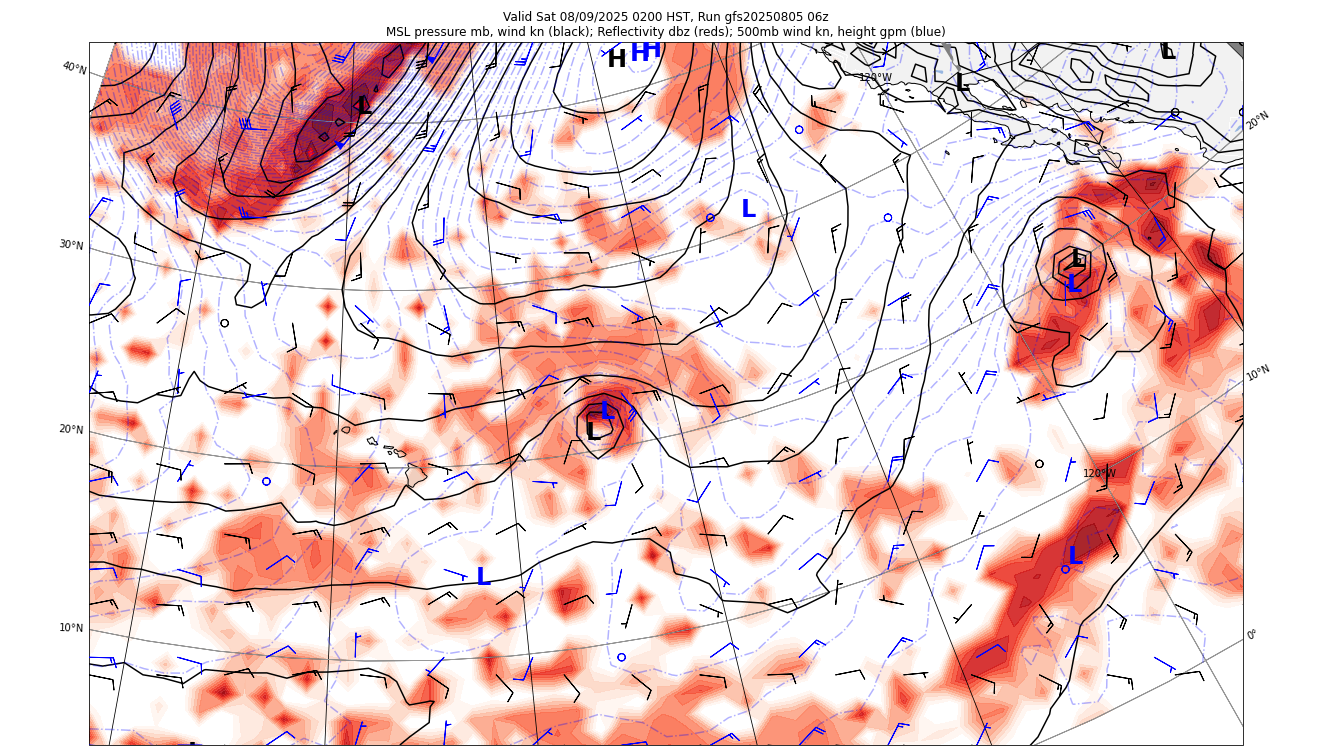 Valid Sat 08/09/2025 0200 HST, Run gfs20250805 06z
MSL pressure mb, wind kn (black); Reflectivity dbz (reds); 500mb wind kn, height gpm (blue)
H H H L
40°N 120°W L
L
20°N
L
30°N
L
L
10°N
L
20°N L
120°W
L
L
10°N
0°